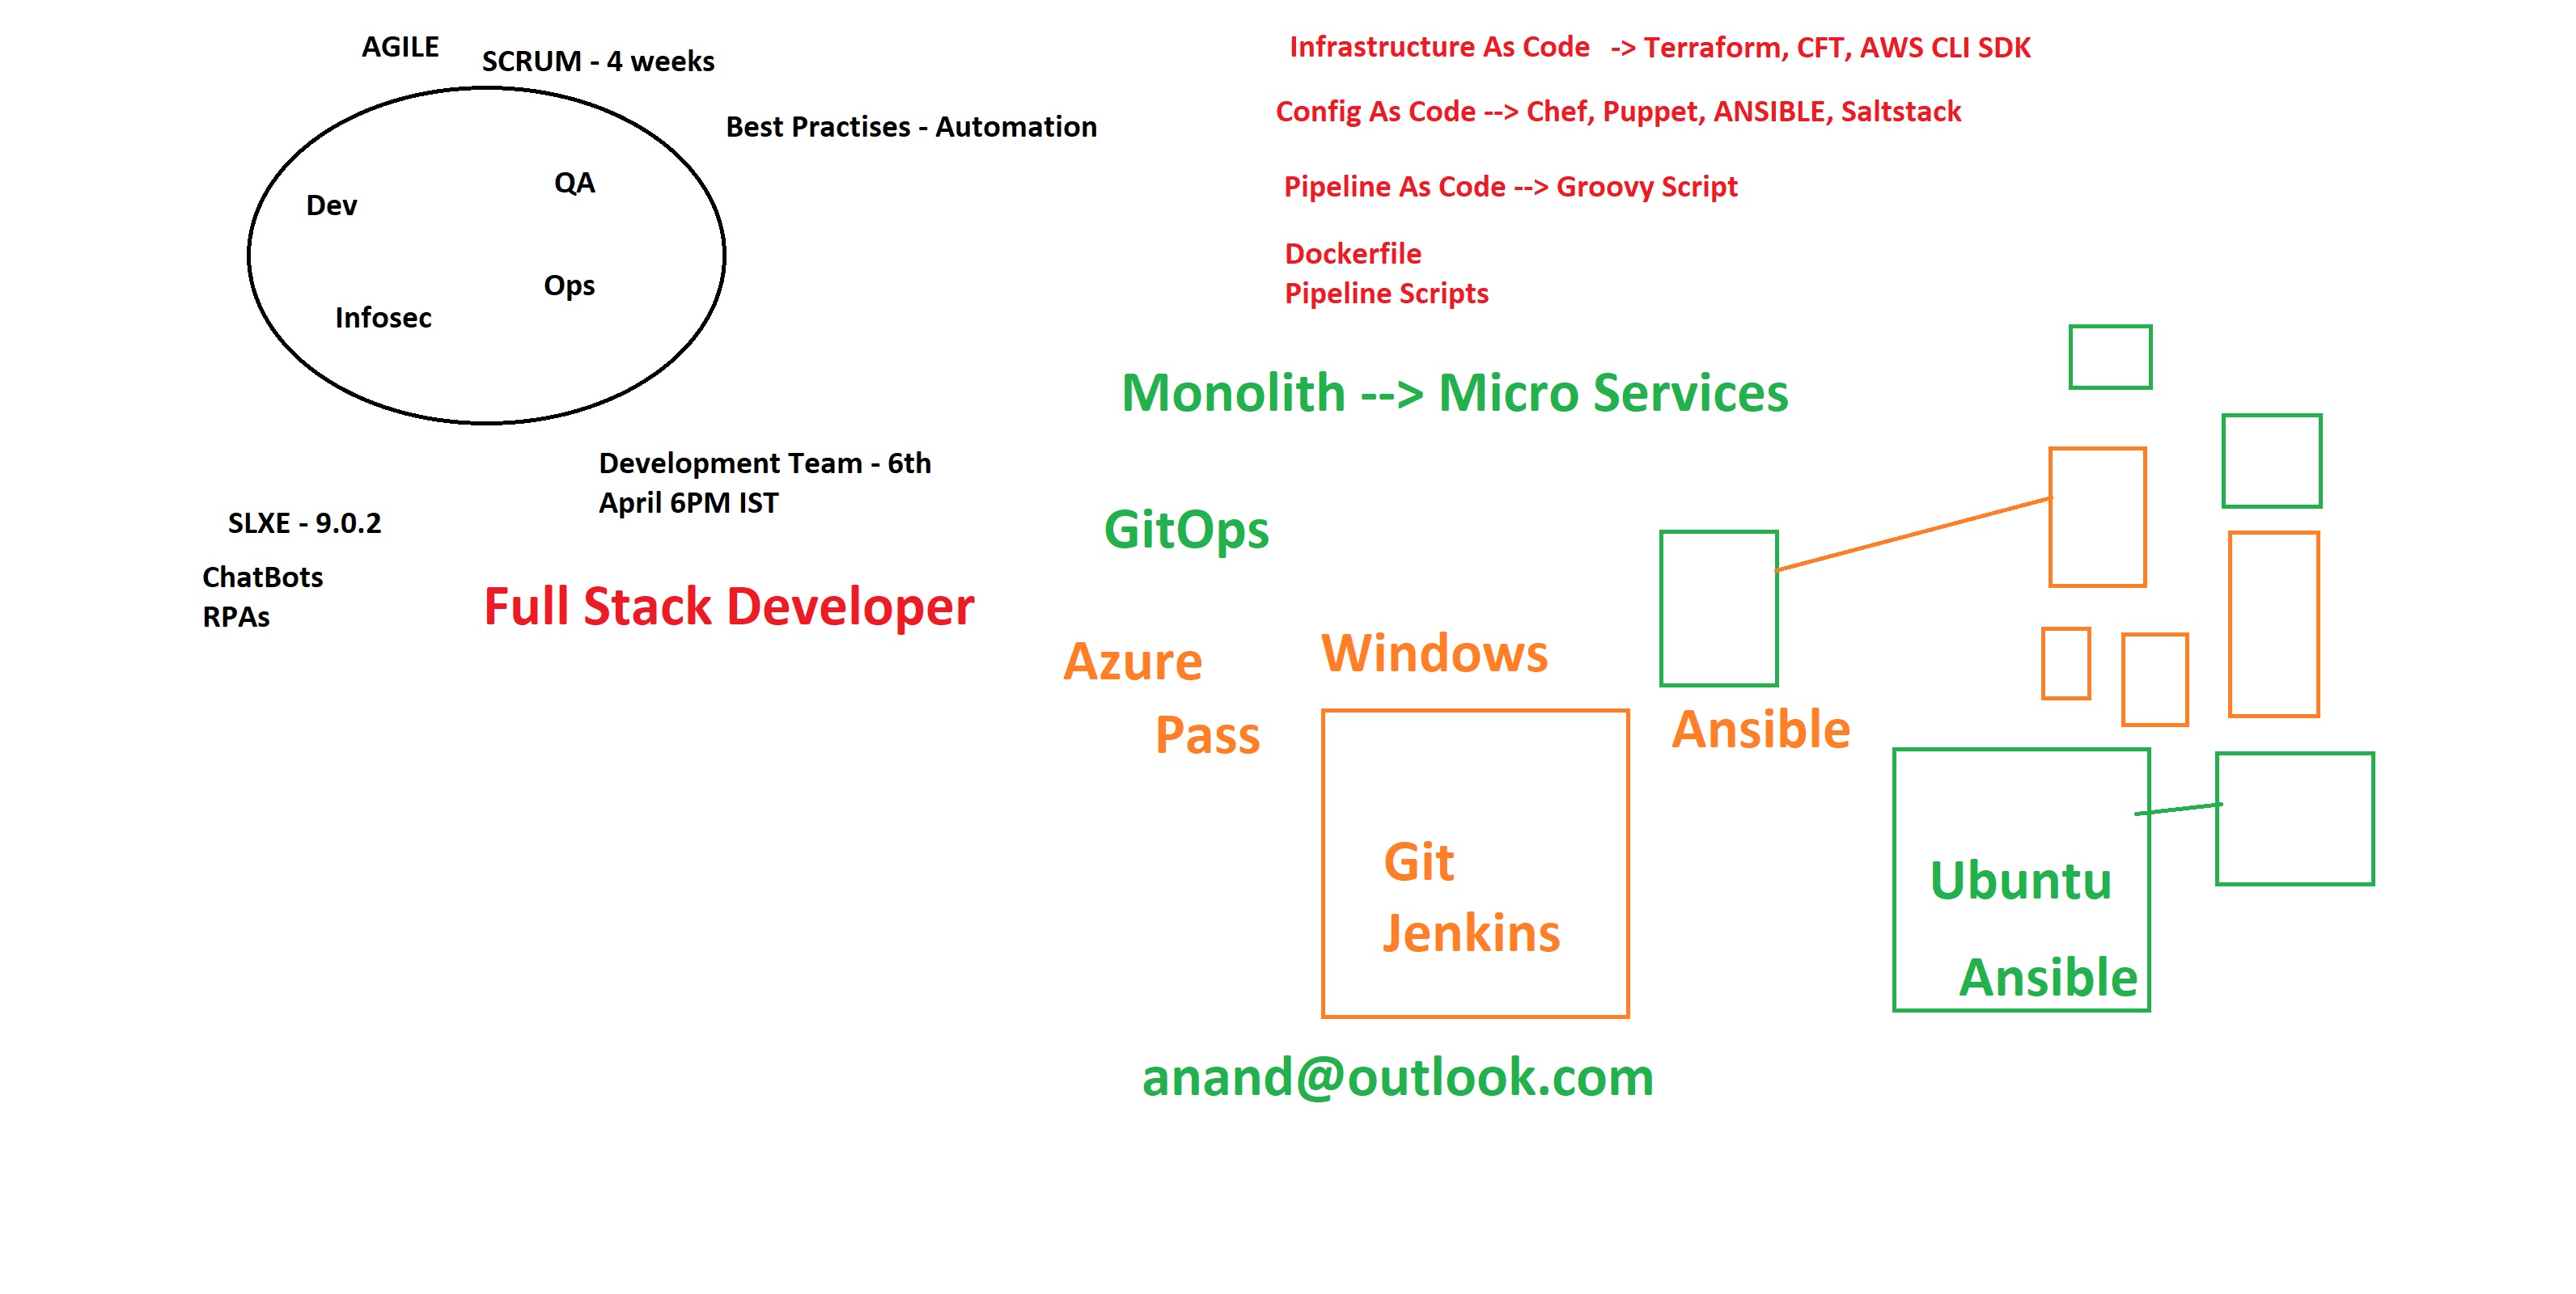 AGILE
SCRUM - 4 weeks
Best Practises - Automation
QA
Dev
Ops
Infosec
Development Team - 6th
April 6PM IST
SLXE - 9.0.2
ChatBots
RPAs
Full Stack Developer
Infrastructure As Code -> Terraform, CFT, AWS CLI SDK
Config As Code --> Chef, Puppet, ANSIBLE, Saltstack
Pipeline As Code --> Groovy Script
Dockerfile
Pipeline Scripts
Monolith --> Micro Services
GitOps
Azure
Pass
Windows
Ansible
Git
Jenkins
Ubuntu
Ansible
anand@outlook.com